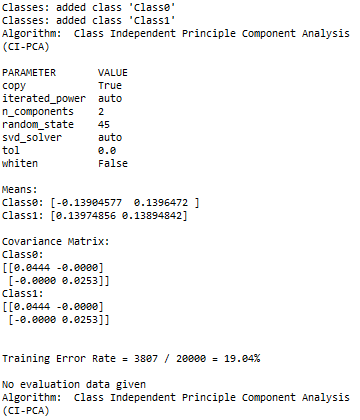 Classes: added class 'Class0'
Classes: added class 'Class1'
Algorithm:  Class Independent Principle Component Analysis
(CI-PCA)
PARAMETER       VALUE
copy            True
iterated_power  auto
n_components    2
random_state    45
svd_solver      auto
tol             0.0
whiten          False
Means:
Class0: [-0.13904577  0.1396472 ]
Class1: [0.13974856 0.13894842]
Covariance Matrix:
Class0:
[[0.0444 -0.0000]
 [-0.0000 0.0253]]
Class1:
[[0.0444 -0.0000]
 [-0.0000 0.0253]]
Training Error Rate = 3807 / 20000 = 19.04%
No evaluation data given
Algorithm:  Class Independent Principle Component Analysis
(CI-PCA)